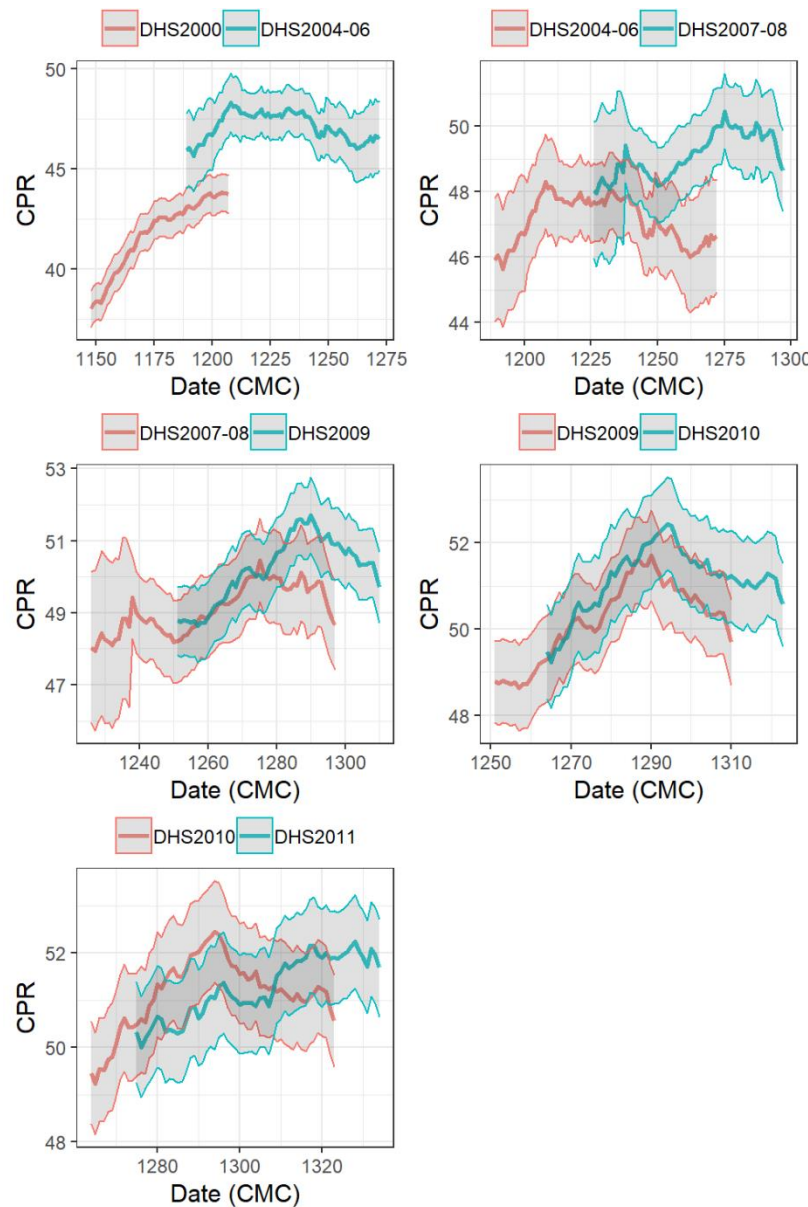 DHS2000 DHS2004-06
50
45
40
CPR
1150 1175 1200 1225 1250 1275
Date (CMC)
DHS2004-06 DHS2007-08
50
48
46
44
CPR
1200 1225 1250 1275 1300
Date (CMC)
DHS2007-08 DHS2009
53
51
49
47
CPR
1240 1260 1280 1300
Date (CMC)
DHS2009 DHS2010
52
50
48
CPR
1250 1270 1290 1310
Date (CMC)
DHS2010 DHS2011
52
50
48
CPR
1280 1300 1320
Date (CMC)